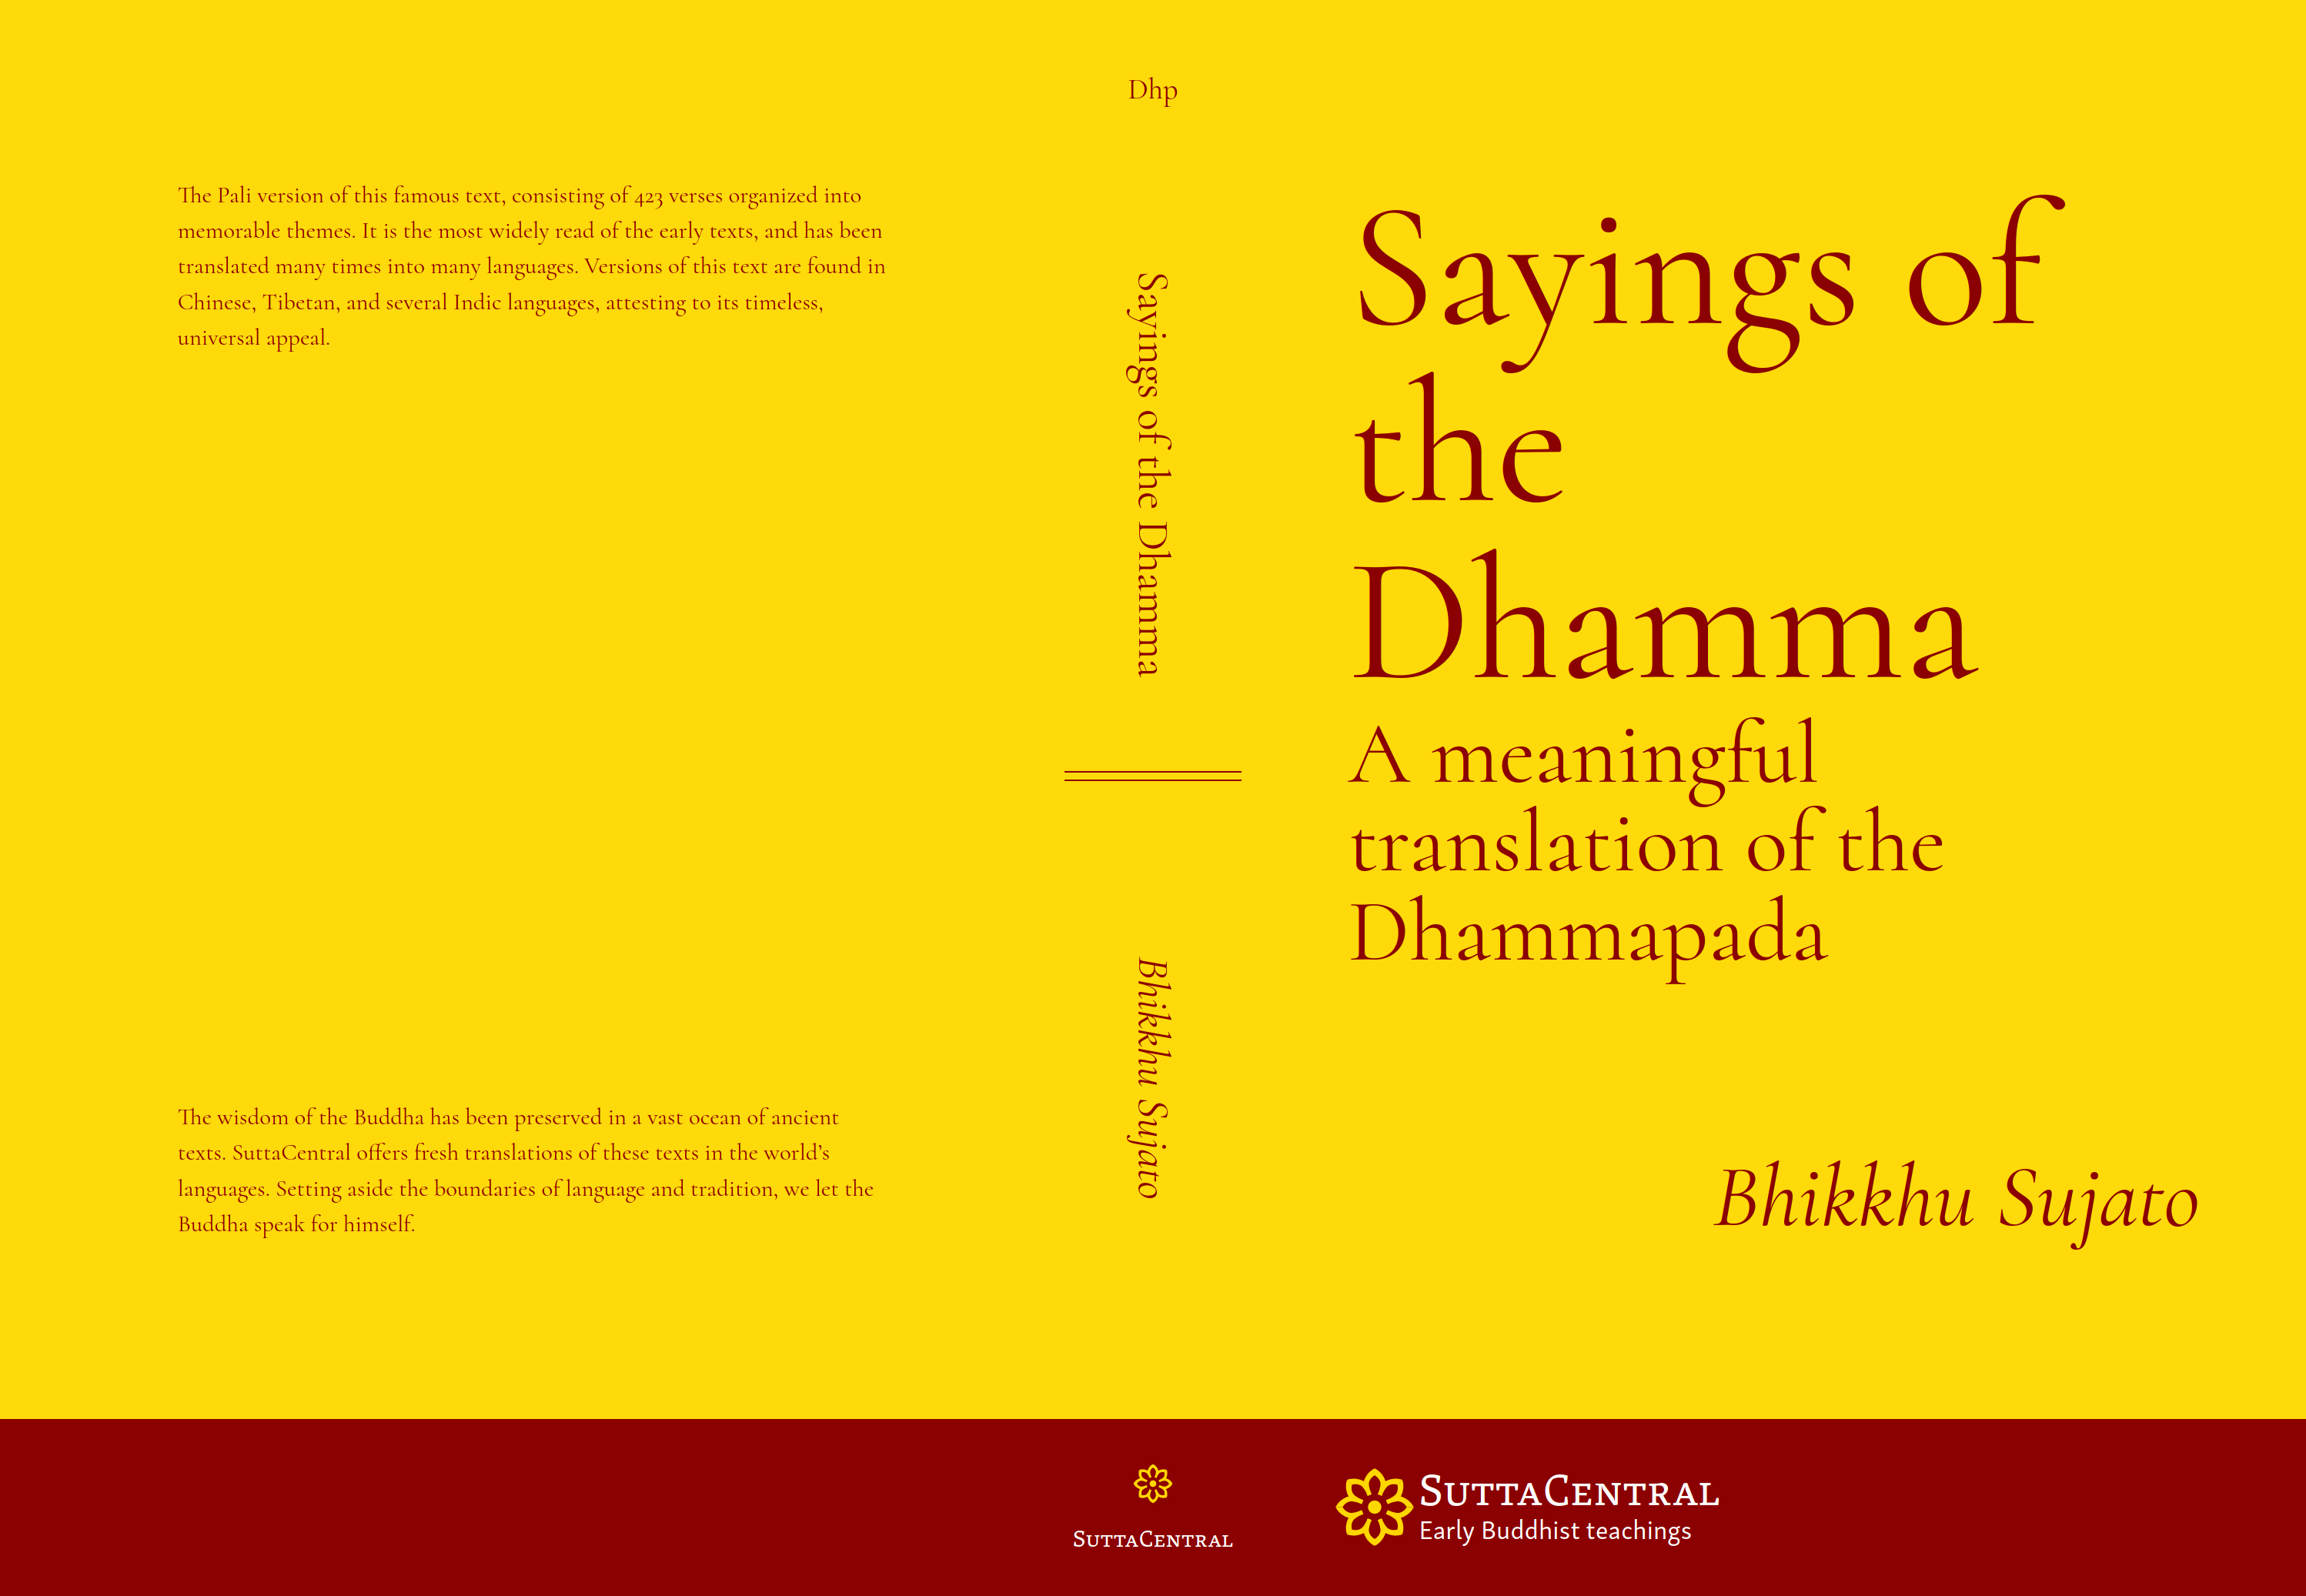 The Pali version of this famous text, consisting of 423 verses organized into
memorable themes. It is the most widely read of the early texts, and has been
translated many times into many languages. Versions of this text are found in
Chinese, Tibetan, and several Indic languages, attesting to its timeless,
universal appeal.
The wisdom of the Buddha has been preserved in a vast ocean of ancient
texts. SuttaCentral offers fresh translations of these texts in the world’s
languages. Setting aside the boundaries of language and tradition, we let the
Buddha speak for himself.
Dhp
Sayings of the Dhamma
Bhikkhu Sujato
SuttaCentral
Sayings of
the
Dhamma
A meaningful
translation of the
Dhammapada
Bhikkhu Sujato
SuttaCentral
Early Buddhist teachings